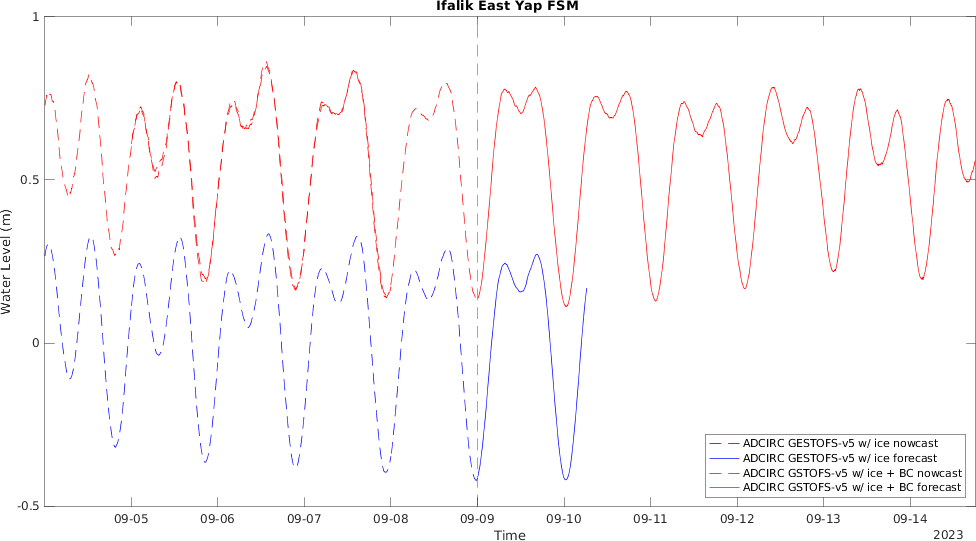 Ifalik East Yap FSM
1
0.5
0
-0.5
Water Level (m)
ADCIRC GESTOFS-v5 w/ ice nowcast
ADCIRC GESTOFS-v5 w/ ice forecast
ADCIRC GSTOFS-v5 w/ ice + BC nowcast
ADCIRC GSTOFS-v5 w/ ice + BC forecast
09-05 09-06 09-07 09-08 09-09 09-10 09-11 09-12 09-13 09-14
Time
2023